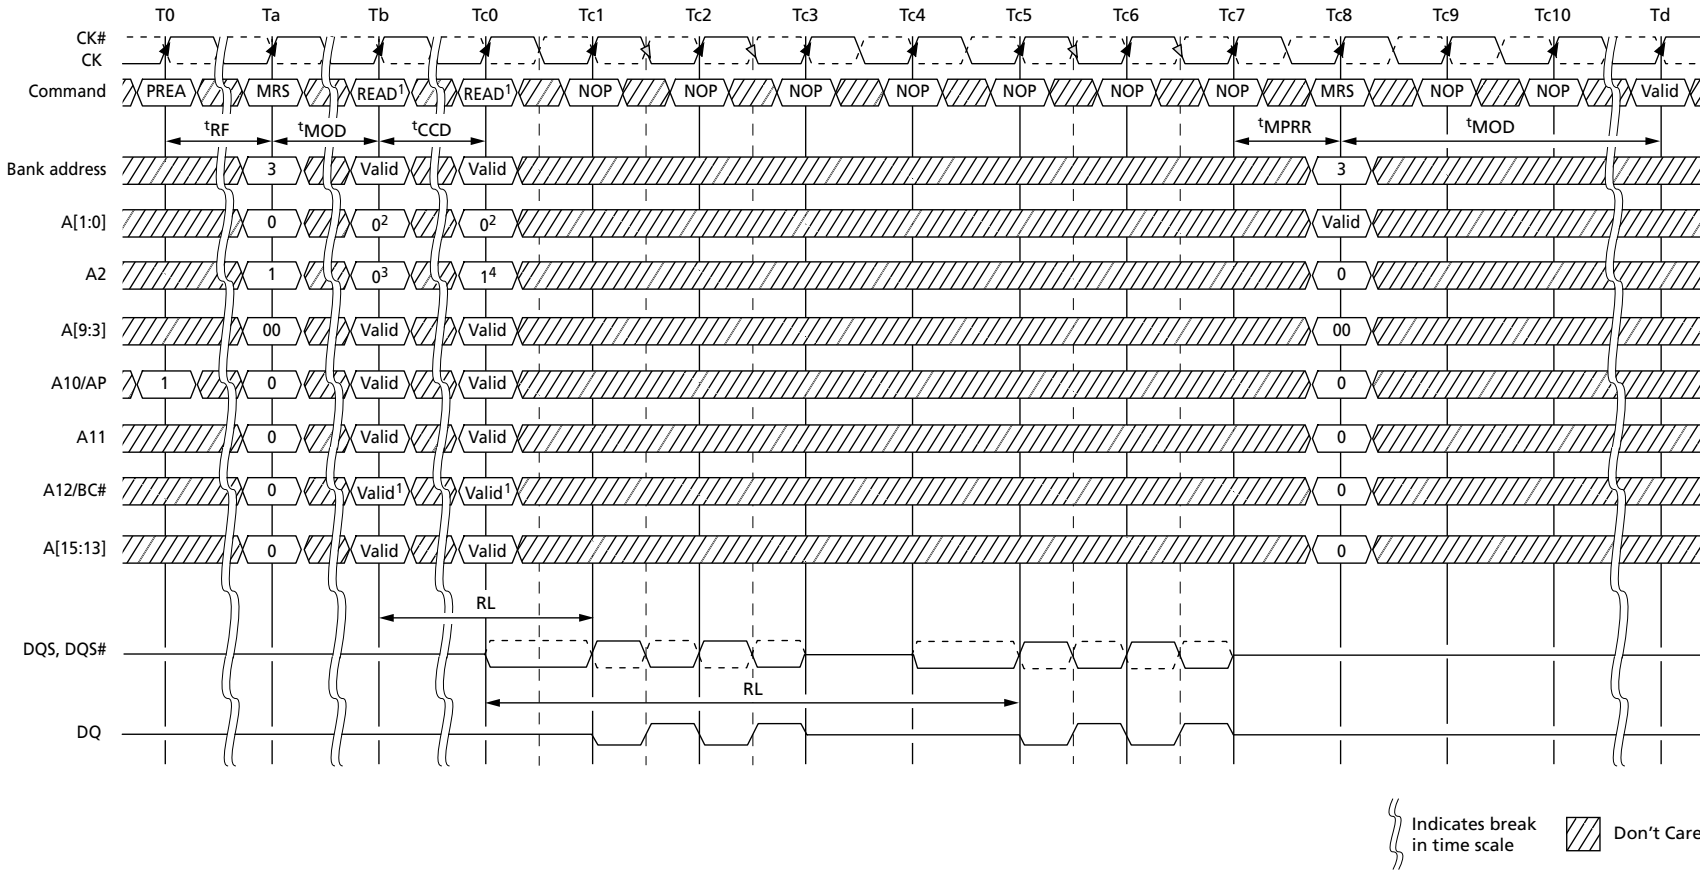 T0 Ta Tb Tc0 Tc1 Tc2 Tc3 Tc4 Tc5 Tc6 Tc7 Tc8 Tc9 Tc10 Td
CK#
CK
Command PREA MRS READ1 READ1 NOP NOP NOP NOP NOP NOP NOP MRS NOP NOP Valid
tRF tMOD tCCD tMPRR tMOD
Bank address 3 Valid Valid 3
A[1:0] 0 02 02 Valid
A2 1 03 14 0
A[9:3] 00 Valid Valid 00
A10/AP 1 0 Valid Valid 0
A11 0 Valid Valid 0
A12/BC# 0 Valid1 Valid1 0
A[15:13] 0 Valid Valid 0
RL
DQS, DQS#
RL
DQ
Indicates break
in time scale
Don't Care